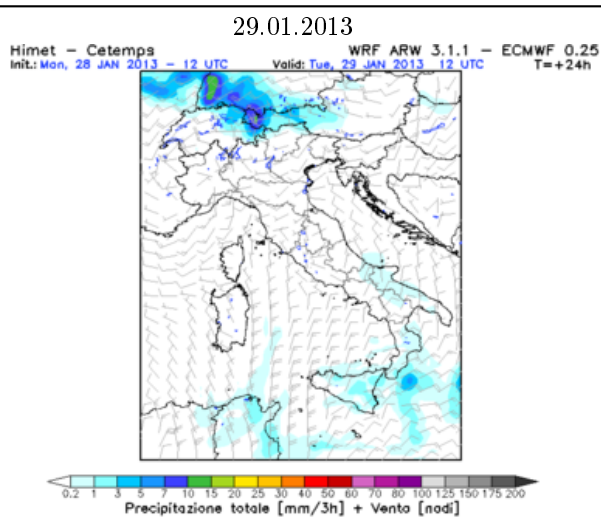 29.01.2013
Himet – Cetemps WRF ARW 3.1.1 – ECMWF 0.25
Init.: Mon, 28 JAN 2013 – 12 UTC Valid: Tue, 29 JAN 2013 12 UTC T=+24h
0.2 1 3 5 7 10 15 20 25 30 40 50 60 70 80 100 125 150 175 200
Precipitazione totale [mm/3h] + Vento [nodi]